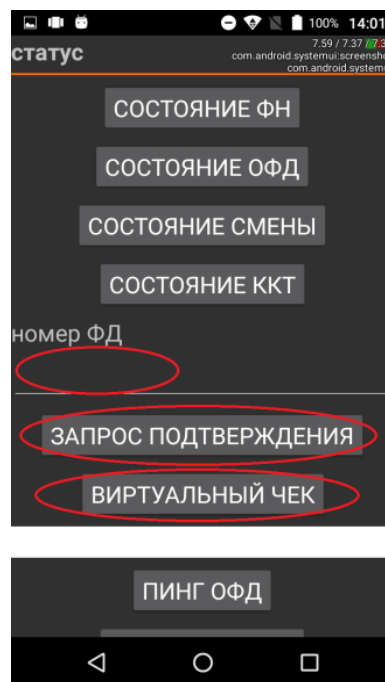 100% 14:01
статус
7.59 / 7.37
com.android.systemui:screensho
com.android.system
СОСТОЯНИЕ ФН
СОСТОЯНИЕ ОФД
СОСТОЯНИЕ СМЕНЫ
СОСТОЯНИЕ ККТ
номер ФД
ЗАПРОС ПОДТВЕРЖДЕНИЯ
ВИРТУАЛЬНЫЙ ЧЕК
ПИНГ ОФД